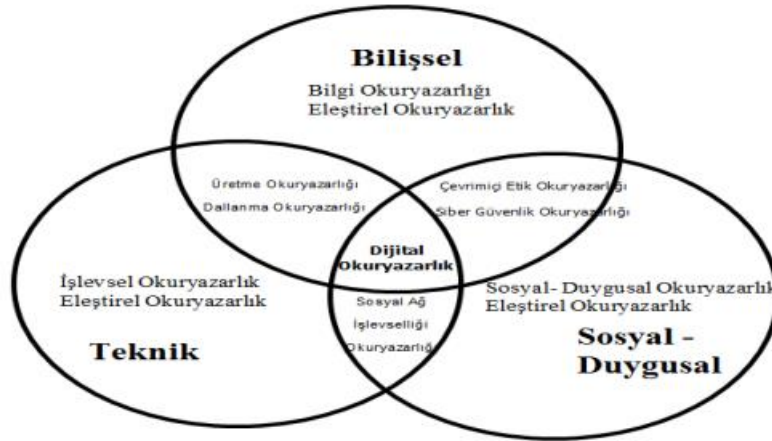 Bilişsel
Bilgi Okuryazarlığı
Eleştirel Okuryazarlık
Üretme Okuryazarlığı
Dallanma Okuryazarlığı
Çevrimiçi Etik Okuryazarlığı
Siber Güvenlik Okuryazarlığı
Dijital
Okuryazarlık
İşlevsel Okuryazarlık
Eleştirel Okuryazarlık
Teknik
Sosyal Ağ
İşlevselliği
Okuryazarlığı
Sosyal- Duygusal Okuryazarlık
Eleştirel Okuryazarlık
Sosyal -
Duygusal